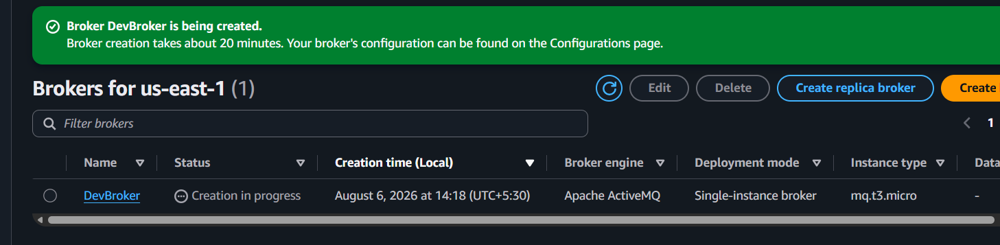 Broker DevBroker is being created.
Broker creation takes about 20 minutes. Your broker's configuration can be found on the Configurations page.
Brokers for us-east-1 (1)
Edit
Delete
Create replica broker
Create
Filter brokers
1
Name Status Creation time (Local) Broker engine Deployment mode Instance type Data
DevBroker Creation in progress August 6, 2026 at 14:18 (UTC+5:30) Apache ActiveMQ Single-instance broker mq.t3.micro -